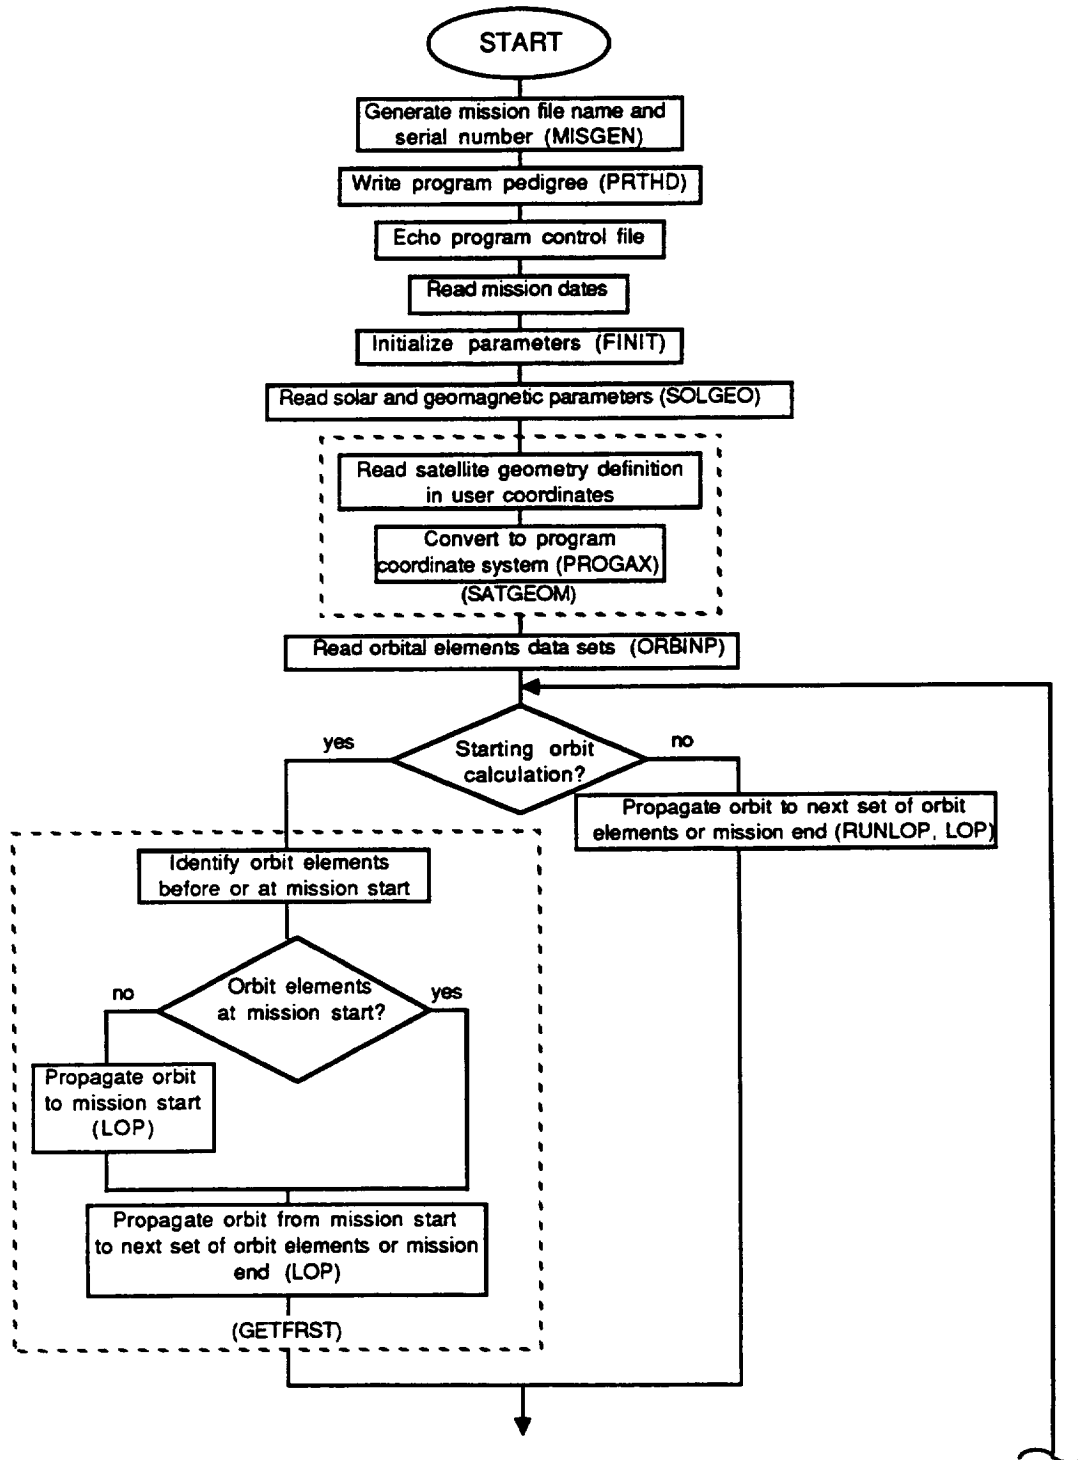 START
Generate mission file name and
serial number (MISGEN)
Write program pedigree (PRTHD)
Echo program control file
Read mission dates
Initialize parameters (FINIT)
Read solar and geomagnetic parameters (SOLGEO)
Read satellite geometry definition
in user coordinates
Convert to program
coordinate system (PROGAX)
(SATGEOM)
Read orbital elements data sets (ORBINP)
yes
Starting orbit
calculation?
no
Propagate orbit to next set of orbit
elements or mission end (RUNLOP, LOP)
Identify orbit elements
before or at mission start
no
Orbit elements
at mission start?
yes
Propagate orbit
to mission start
(LOP)
Propagate orbit from mission start
to next set of orbit elements or mission
end (LOP)
(GETFRST)